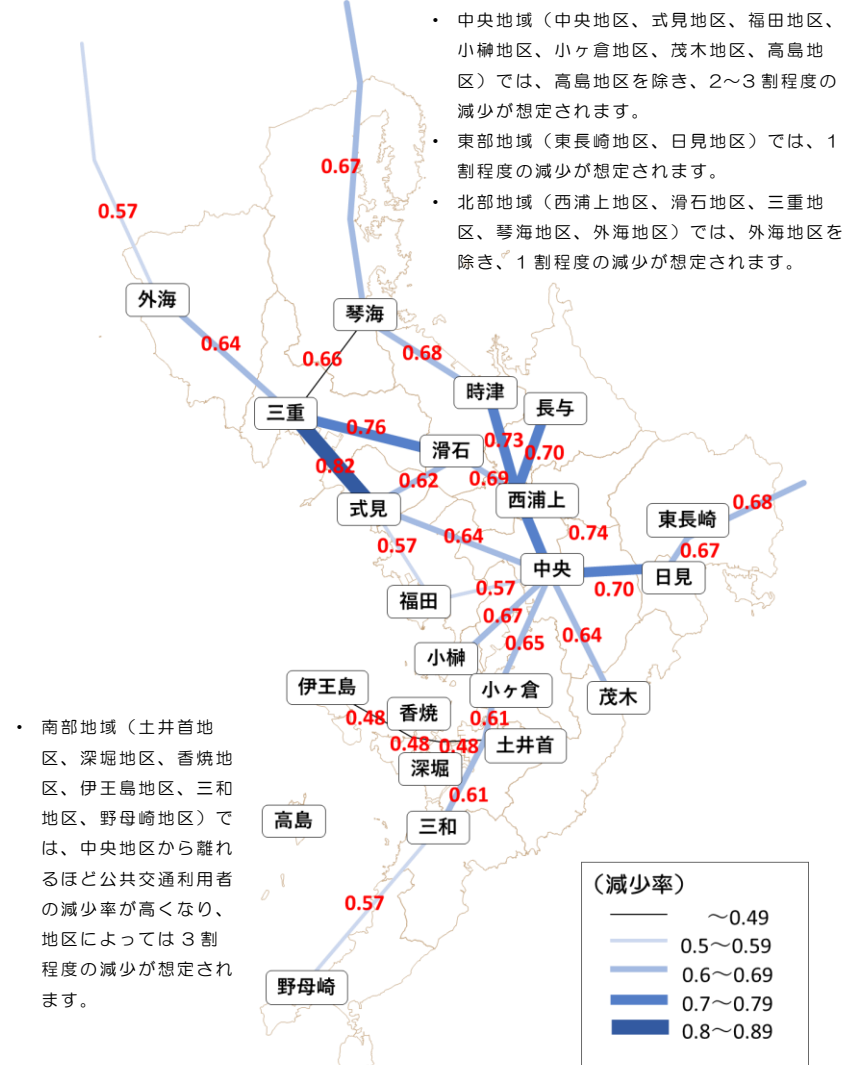 ・ 中央地域（中央地区、式見地区、福田地区、
小榊地区、小ヶ倉地区、茂木地区、高島地
区）では、高島地区を除き、2～3 割程度の
減少が想定されます。
・ 東部地域（東長崎地区、日見地区）では、1
割程度の減少が想定されます。
・ 北部地域（西浦上地区、滑石地区、三重地
区、琴海地区、外海地区）では、外海地区を
除き、1 割程度の減少が想定されます。
0.67
0.57
外海
琴海
0.64
0.66
0.68
時津
長与
三重
0.76
0.73
0.70
滑石
0.82
0.62
0.69
西浦上
0.68
式見
東長崎
0.64
0.74
0.67
0.57
中央
日見
0.57
0.70
福田
0.67
0.65
0.64
小榊
伊王島
小ヶ倉
茂木
香焼
0.48
0.61
0.48
0.48
土井首
深堀
0.61
高島
三和
0.57
野母崎
・ 南部地域（土井首地
区、深堀地区、香焼地
区、伊王島地区、三和
地区、野母崎地区）で
は、中央地区から離れ
るほど公共交通利用者
の減少率が高くなり、
地区によっては 3 割
程度の減少が想定され
ます。
（減少率）
～0.49
0.5～0.59
0.6～0.69
0.7～0.79
0.8～0.89